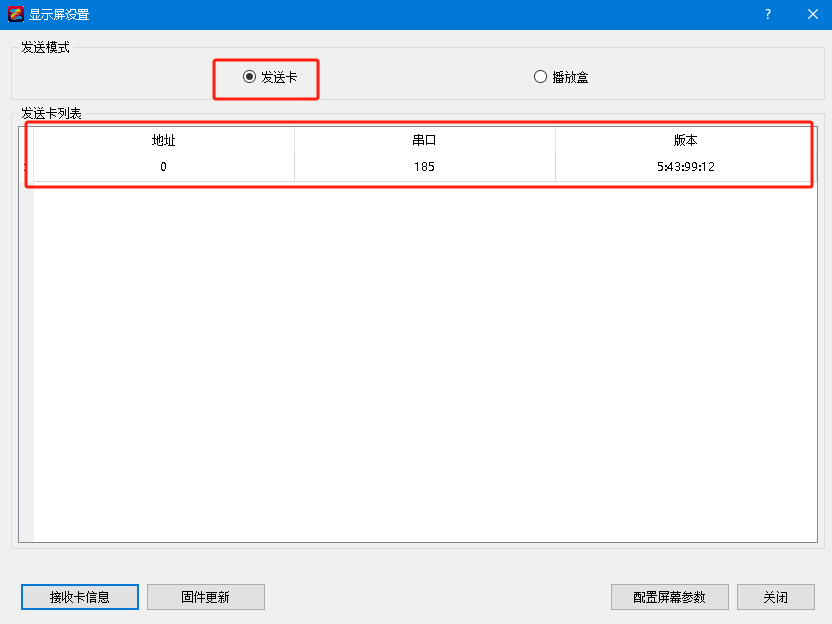 显示屏设置
发送模式
发送卡 播放盒
发送卡列表
地址 串口 版本
0 185 5:43:99:12
接收卡信息 固件更新 配置屏幕参数 关闭